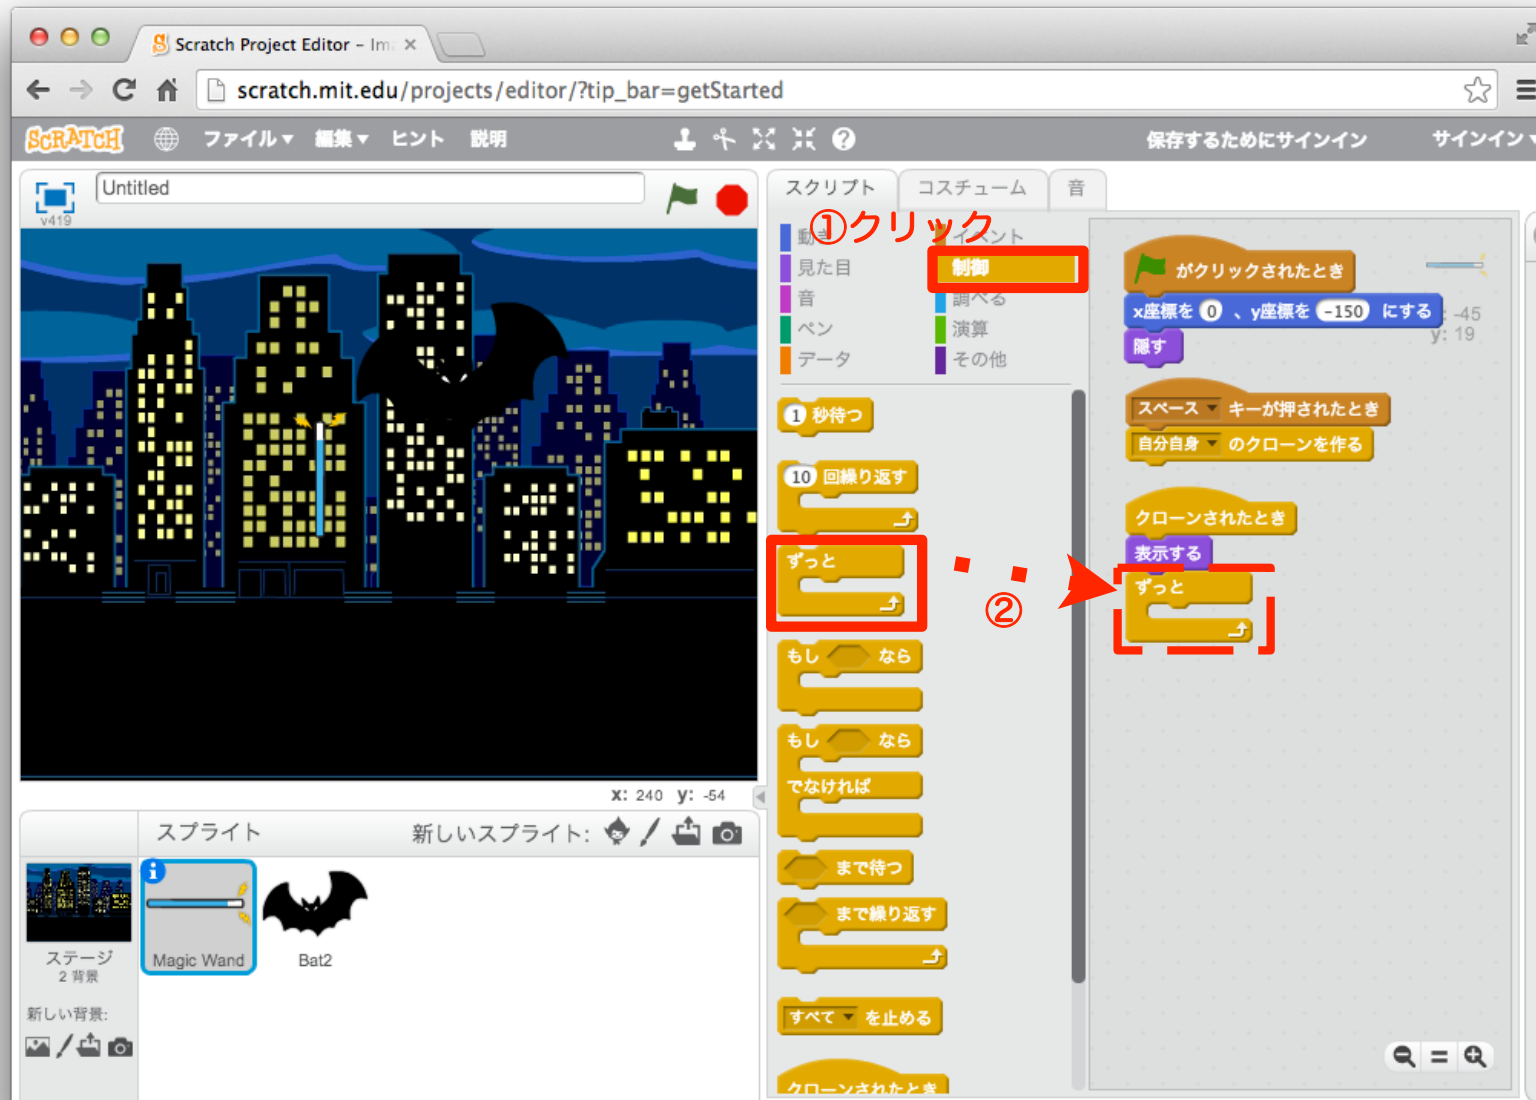 Scratch Project Editor - Im
scratch.mit.edu/projects/editor/?tip_bar=getStarted
SCRATCH ファイル▼ 編集▼ ヒント 説明 保存するためにサインイン サインイン▼
Untitled
v419
スクリプト コスチューム 音
①クリック
動き イベント
見た目 制御
音 調べる
ペン 演算
データ その他
1 秒待つ
10 回繰り返す
ずっと
②
もし なら
もし なら
でなければ
まで待つ
まで繰り返す
すべて ▼ を止める
クローンされたとき
がクリックされたとき
x座標を 0 、y座標を -150 にする
隠す
: -45
y: 19
スペース ▼ キーが押されたとき
自分自身 ▼ のクローンを作る
クローンされたとき
表示する
ずっと
x: 240 y: -54
スプライト 新しいスプライト:
ステージ
2 背景
新しい背景:
Magic Wand
Bat2